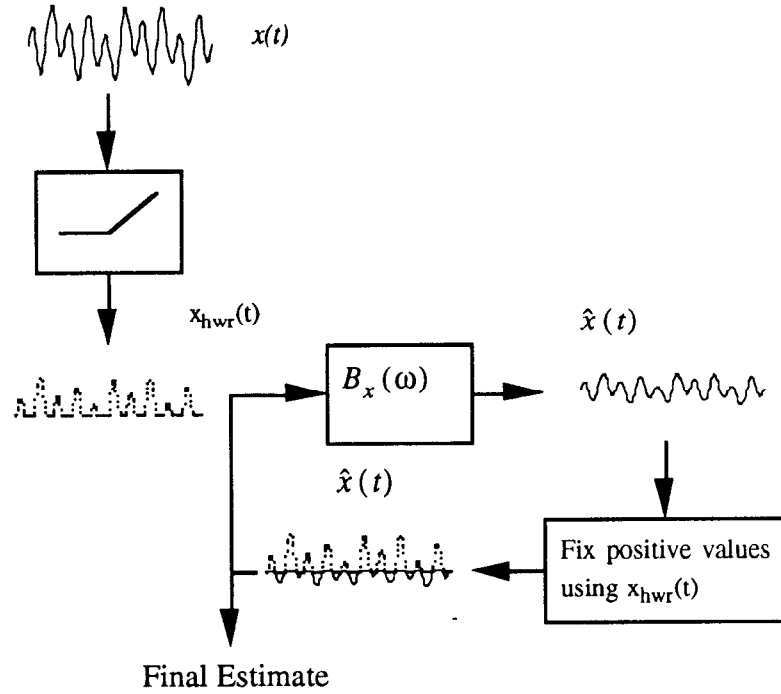 x(t)
x_hwr(t)
x̂(t)
B_x(ω)
x̂(t)
Fix positive values
using x_hwr(t)
Final Estimate